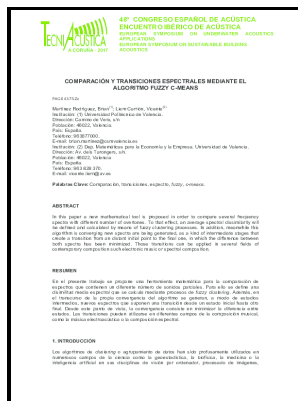 48º CONGRESO ESPAÑOL DE ACÚSTICA
ENCUENTRO IBÉRICO DE ACÚSTICA
EUROPEAN SYMPOSIUM ON UNDERWATER ACOUSTICS APPLICATIONS
EUROPEAN SYMPOSIUM ON SUSTAINABLE BUILDING ACOUSTICS
TECNIACÚSTICA
A CORUÑA - 2017
COMPARACIÓN Y TRANSICIONES ESPECTRALES MEDIANTE EL
ALGORITMO FUZZY C-MEANS
Martínez Rodríguez, Brian; Liern Carrión, Vicente
Institución: (1) Universidad Politécnica de Valencia.
Dirección: Camino de Vera, s/n
Población: 46022, Valencia
País: España
Institución: (2) Dep. Matemáticas para la Economía y la Empresa. Universidad de Valencia.
Dirección: Av. dels Tarongers, s/n.
Población: 46022, Valencia
País: España
Palabras Clave: Comparación, transiciones, espectro, fuzzy, c-means.
ABSTRACT
In this paper a new mathematical tool is proposed in order to compare several frequency
spectra with different number of overtones. To that effect, an average spectral disimilarity will
be defined and calculated by means of fuzzy clustering processes. In addition, meanwhile the
algorithm is converging new spectra are being generated, as a kind of intermediate stages that
create a transition from an distant initial point to the final one, in which the difference between
both spectra has been minimized. Those transitions can be applied in several fields of
contemporary composition such electronic music or spectral composition.
RESUMEN
En el presente trabajo se propone una herramienta matemática para la comparación de
espectros que contienen un diferente número de sonidos parciales. Para ello se define una
disimilitud media espectral que se calcula mediante procesos de fuzzy clustering. Además, en
el transcurso de la propia convergencia del algoritmo se generan, a modo de estados
intermedios, nuevos espectros que suponen una transición desde un estado inicial hasta otro
final. Desde este punto de vista, la convergencia consiste en minimizar la diferencia entre
estados. Las transiciones pueden utilizarse en diferentes campos de la composición musical,
como la música electroacústica o la composición espectral.
1. INTRODUCCIÓN
Los algoritmos de clustering o agrupamiento de datos han sido profusamente utilizados en
numerosos campos de la ciencia como la geoestadística, la biofísica, la medicina o la
inteligencia artificial en sus disciplinas de visión por ordenador, procesado de imágenes,